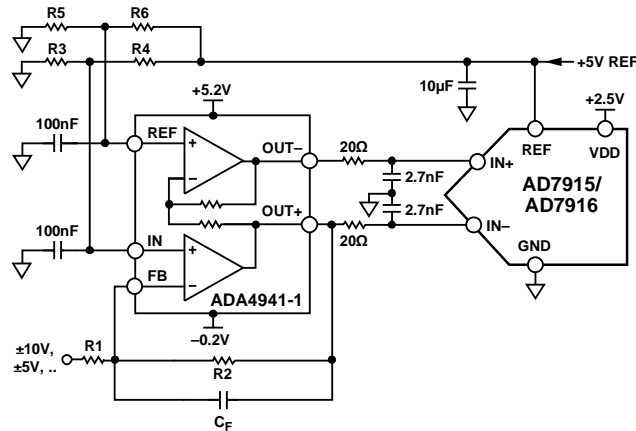 R5
R6
R3
R4
+5V REF
10µF
+5.2V
+2.5V
100nF
REF
OUT–
20Ω
IN+
REF
VDD
2.7nF
AD7915/
AD7916
OUT+
2.7nF
100nF
IN
20Ω
IN–
FB
GND
ADA4941-1
–0.2V
±10V,
±5V, ..
R1
R2
CF